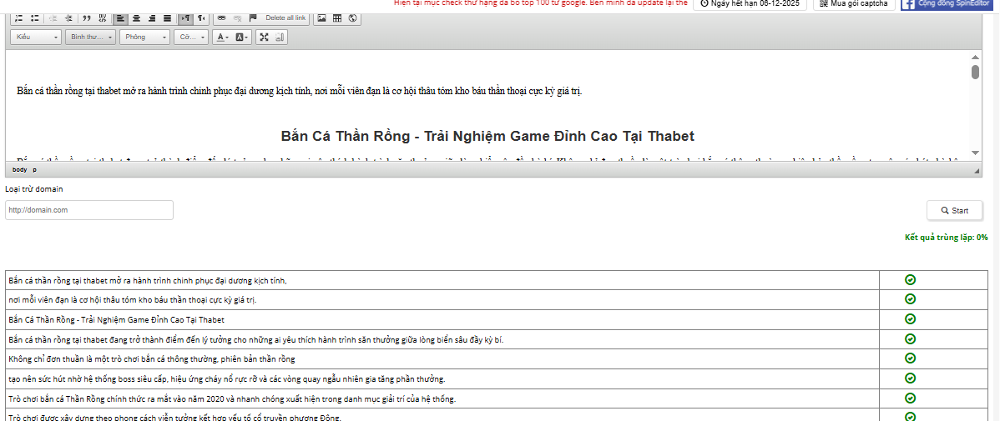 Hiện tại mục check thứ hạng đã bỏ top 100 từ google. Bên mình đã update lại thê
Ngày hết hạn 06-12-2025
Mua gói captcha
Cộng đồng SpinEditor
Delete all link
Kiểu
Bình thư...
Phông
Cỡ...
Bắn cá thần rồng tại thabet mở ra hành trình chinh phục đại dương kịch tính, nơi mỗi viên đạn là cơ hội thâu tóm kho báu thần thoại cực kỳ giá trị.
Bắn Cá Thần Rồng - Trải Nghiệm Game Đỉnh Cao Tại Thabet
body p
Loại trừ domain
http://domain.com
Start
Kết quả trùng lặp: 0%
Bắn cá thần rồng tại thabet mở ra hành trình chinh phục đại dương kịch tính,
nơi mỗi viên đạn là cơ hội thâu tóm kho báu thần thoại cực kỳ giá trị.
Bắn Cá Thần Rồng - Trải Nghiệm Game Đỉnh Cao Tại Thabet
Bắn cá thần rồng tại thabet đang trở thành điểm đến lý tưởng cho những ai yêu thích hành trình săn thưởng giữa lòng biển sâu đầy kỳ bí.
Không chỉ đơn thuần là một trò chơi bắn cá thông thường, phiên bản thần rồng
tạo nên sức hút nhờ hệ thống boss siêu cấp, hiệu ứng cháy nổ rực rỡ và các vòng quay ngẫu nhiên gia tăng phần thưởng.
Trò chơi bắn cá Thần Rồng chính thức ra mắt vào năm 2020 và nhanh chóng xuất hiện trong danh mục giải trí của hệ thống.
Trò chơi được xây dựng theo phong cách viễn tưởng kết hợp yếu tố cổ truyền phương Đông.